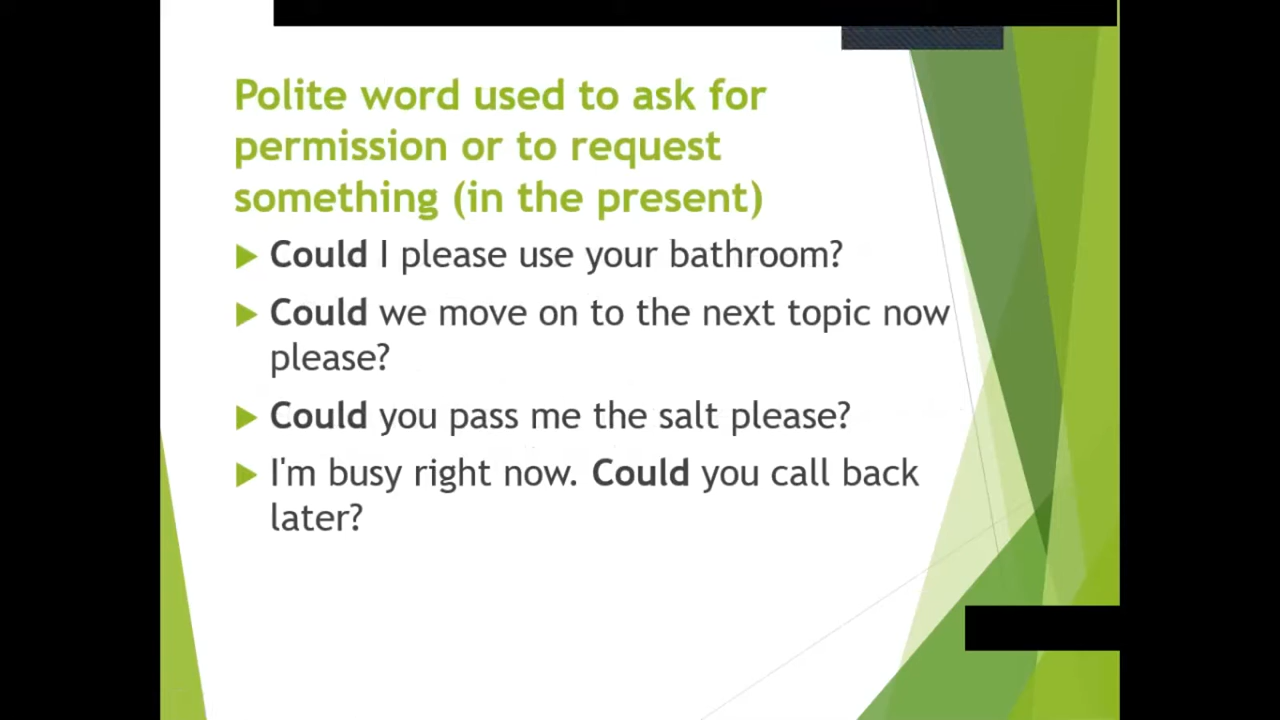 Polite word used to ask for
permission or to request
something (in the present)
Could I please use your bathroom?
Could we move on to the next topic now
please?
Could you pass me the salt please?
I'm busy right now. Could you call back
later?